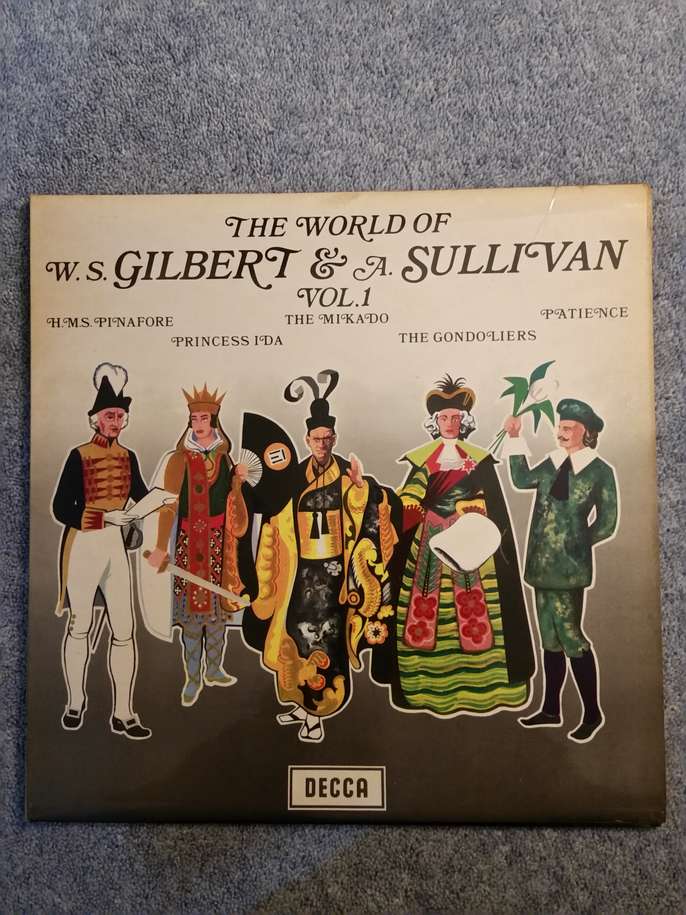 THE WORLD OF
W. S. GILBERT & A. SULLIVAN
VOL.1
H.M.S. PINAFORE
PRINCESS IDA
THE MIKADO
THE GONDOLIERS
PATIENCE
DECCA